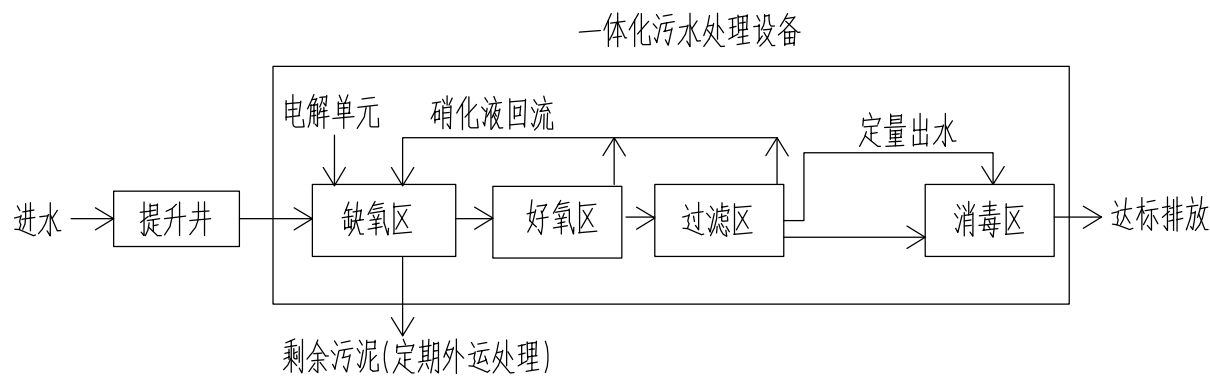 一体化污水处理设备
电解单元
硝化液回流
定量出水
进水
提升井
缺氧区
好氧区
过滤区
消毒区
达标排放
剩余污泥(定期外运处理)